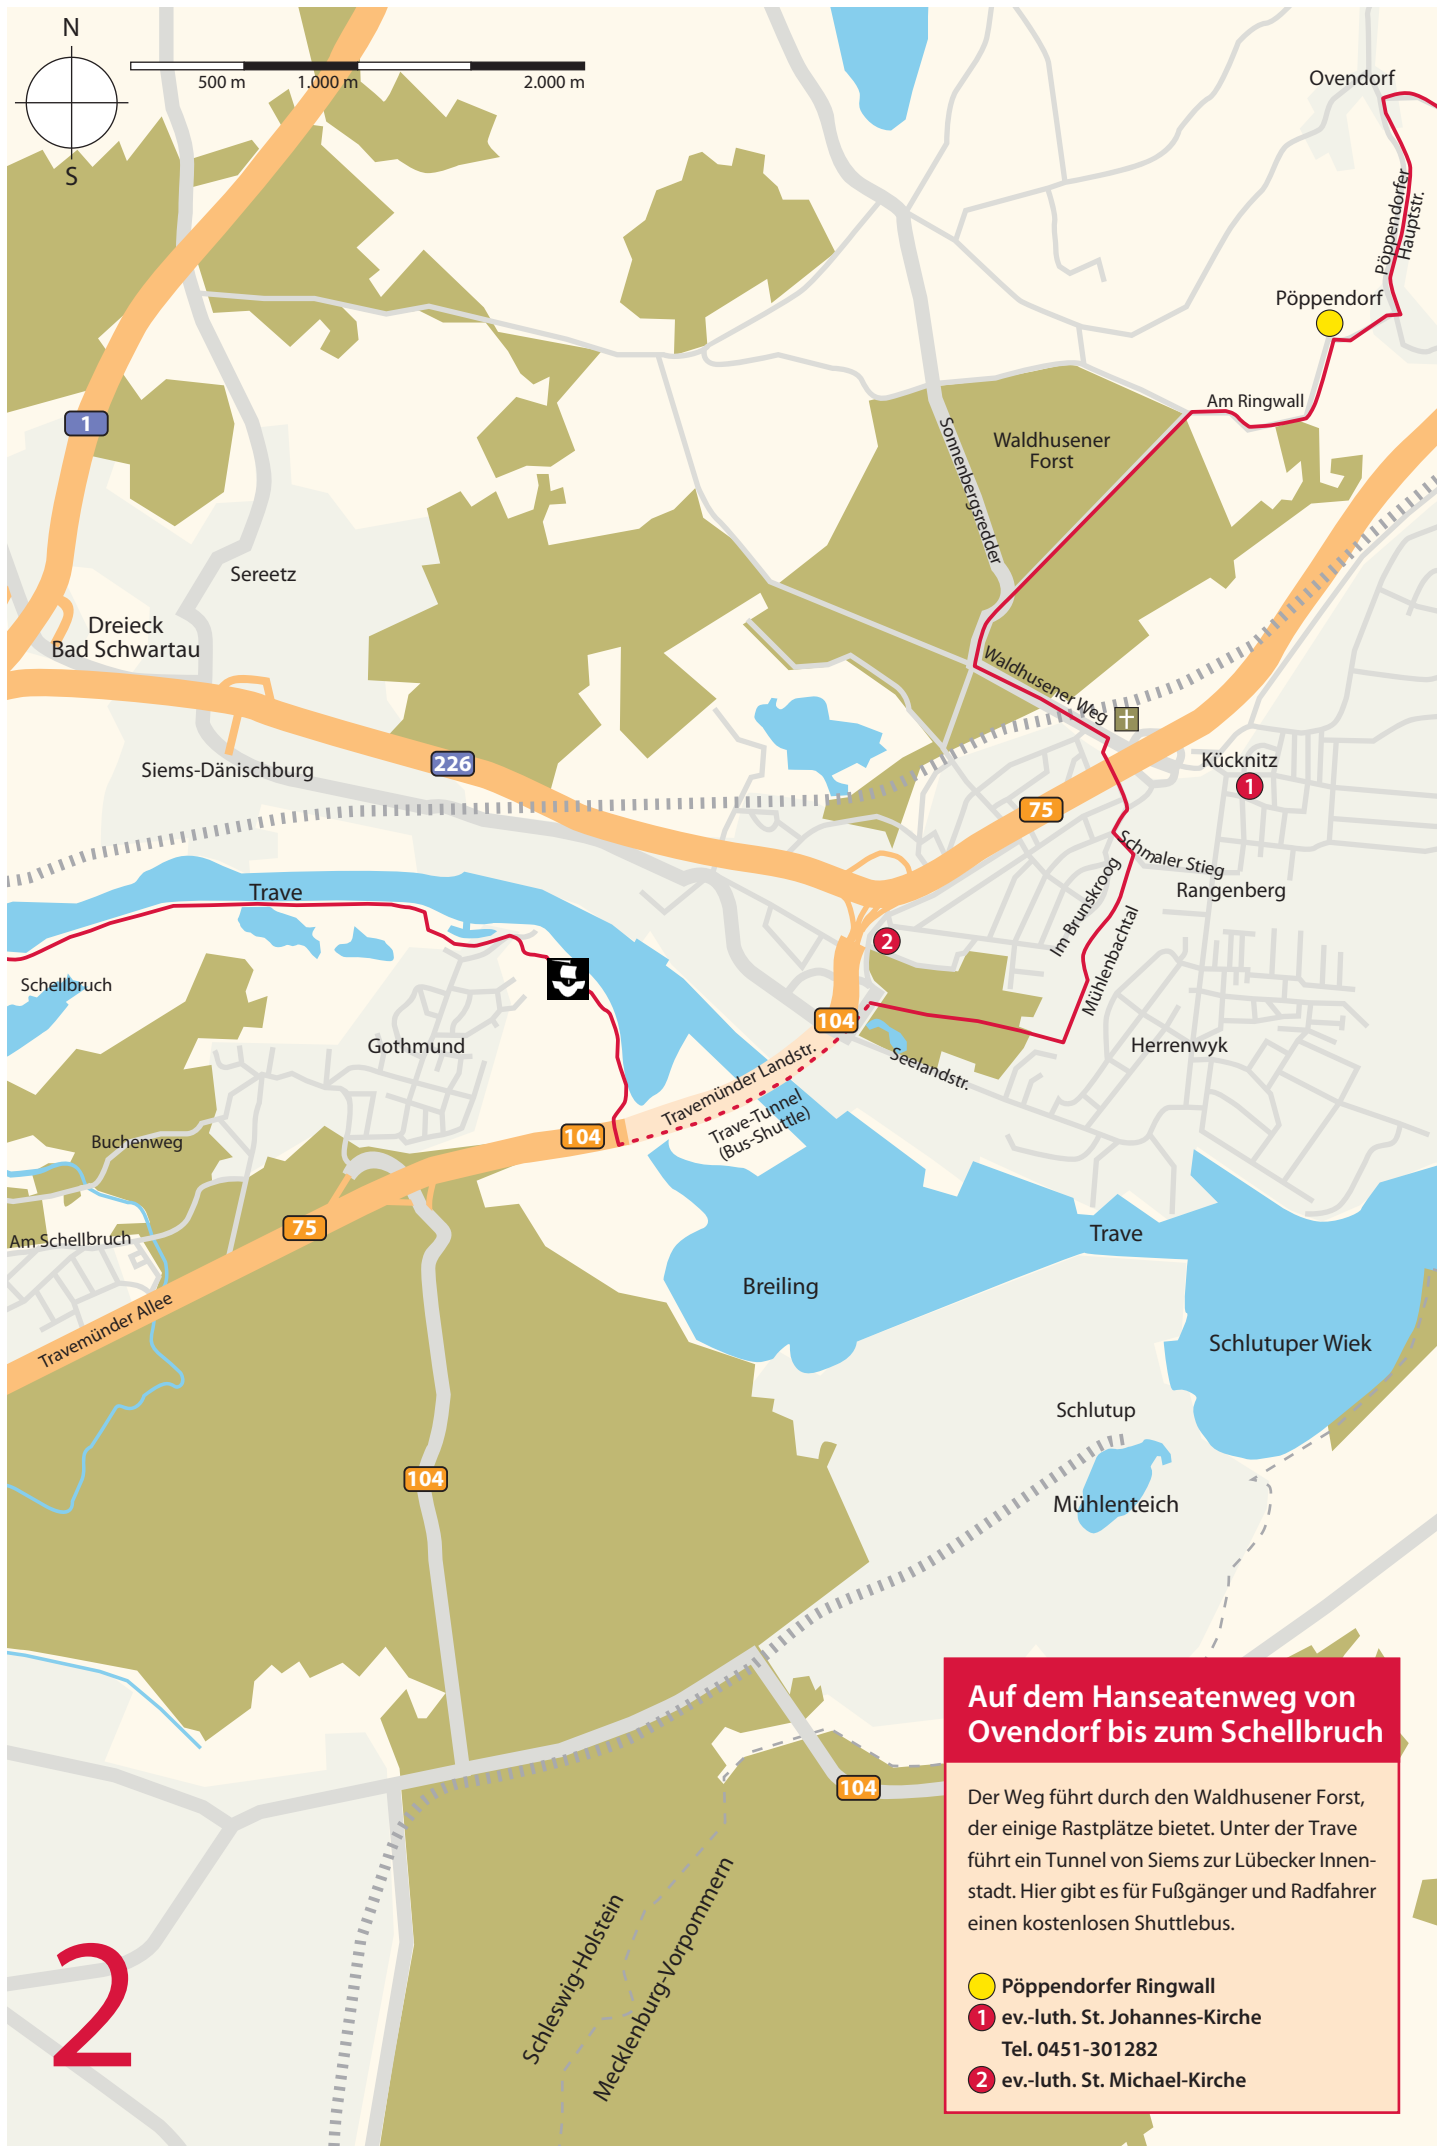 N
500 m
1.000 m
2.000 m
S
Ovendorf
Pöppendorfer
Hauptstr.
Pöppendorf
Am Ringwall
1
Waldhusener
Forst
Sonnenbergsredder
Sereetz
Dreieck
Bad Schwartau
Waldhusener Weg
226
Siems-Dänischburg
Kücknitz
1
75
Schmaler Stieg
Rangenberg
Im Brunskroog
Mühlenbachtal
Trave
2
Schellbruch
104
Gothmund
Herrenwyk
Seelandstr.
Travemünder Landstr.
Trave-Tunnel
(Bus-Shuttle)
104
Buchenweg
75
Am Schellbruch
Trave
Breiling
Travemünder Allee
Schlutuper Wiek
Schlutup
104
Mühlenteich
104
Schleswig-Holstein
Mecklenburg-Vorpommern
2
Auf dem Hanseatenweg von
Ovendorf bis zum Schellbruch
Der Weg führt durch den Waldhusener Forst,
der einige Rastplätze bietet. Unter der Trave
führt ein Tunnel von Siems zur Lübecker Innen-
stadt. Hier gibt es für Fußgänger und Radfahrer
einen kostenlosen Shuttlebus.
Pöppendorfer Ringwall
1 ev.-luth. St. Johannes-Kirche
Tel. 0451-301282
2 ev.-luth. St. Michael-Kirche